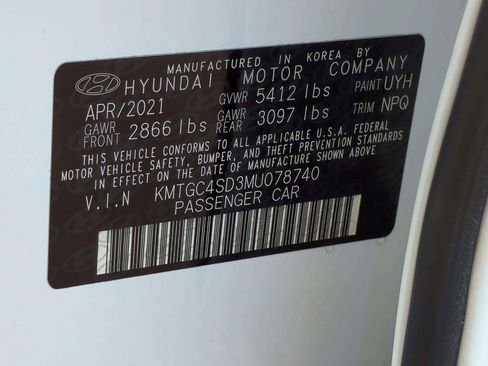 MANUFACTURED IN KOREA BY
HYUNDAI MOTOR COMPANY
APR/2021 GVWR 5412 lbs PAINT UYH
GAWR FRONT 2866 lbs GAWR REAR 3097 lbs TRIM NPQ
THIS VEHICLE CONFORMS TO ALL APPLICABLE U.S.A. FEDERAL
MOTOR VEHICLE SAFETY, BUMPER, AND THEFT PREVENTION STANDARDS
IN EFFECT ON THE DATE OF MANUFACTURE SHOWN ABOVE.
V.I.N KMTGC4SD3MU078740
PASSENGER CAR